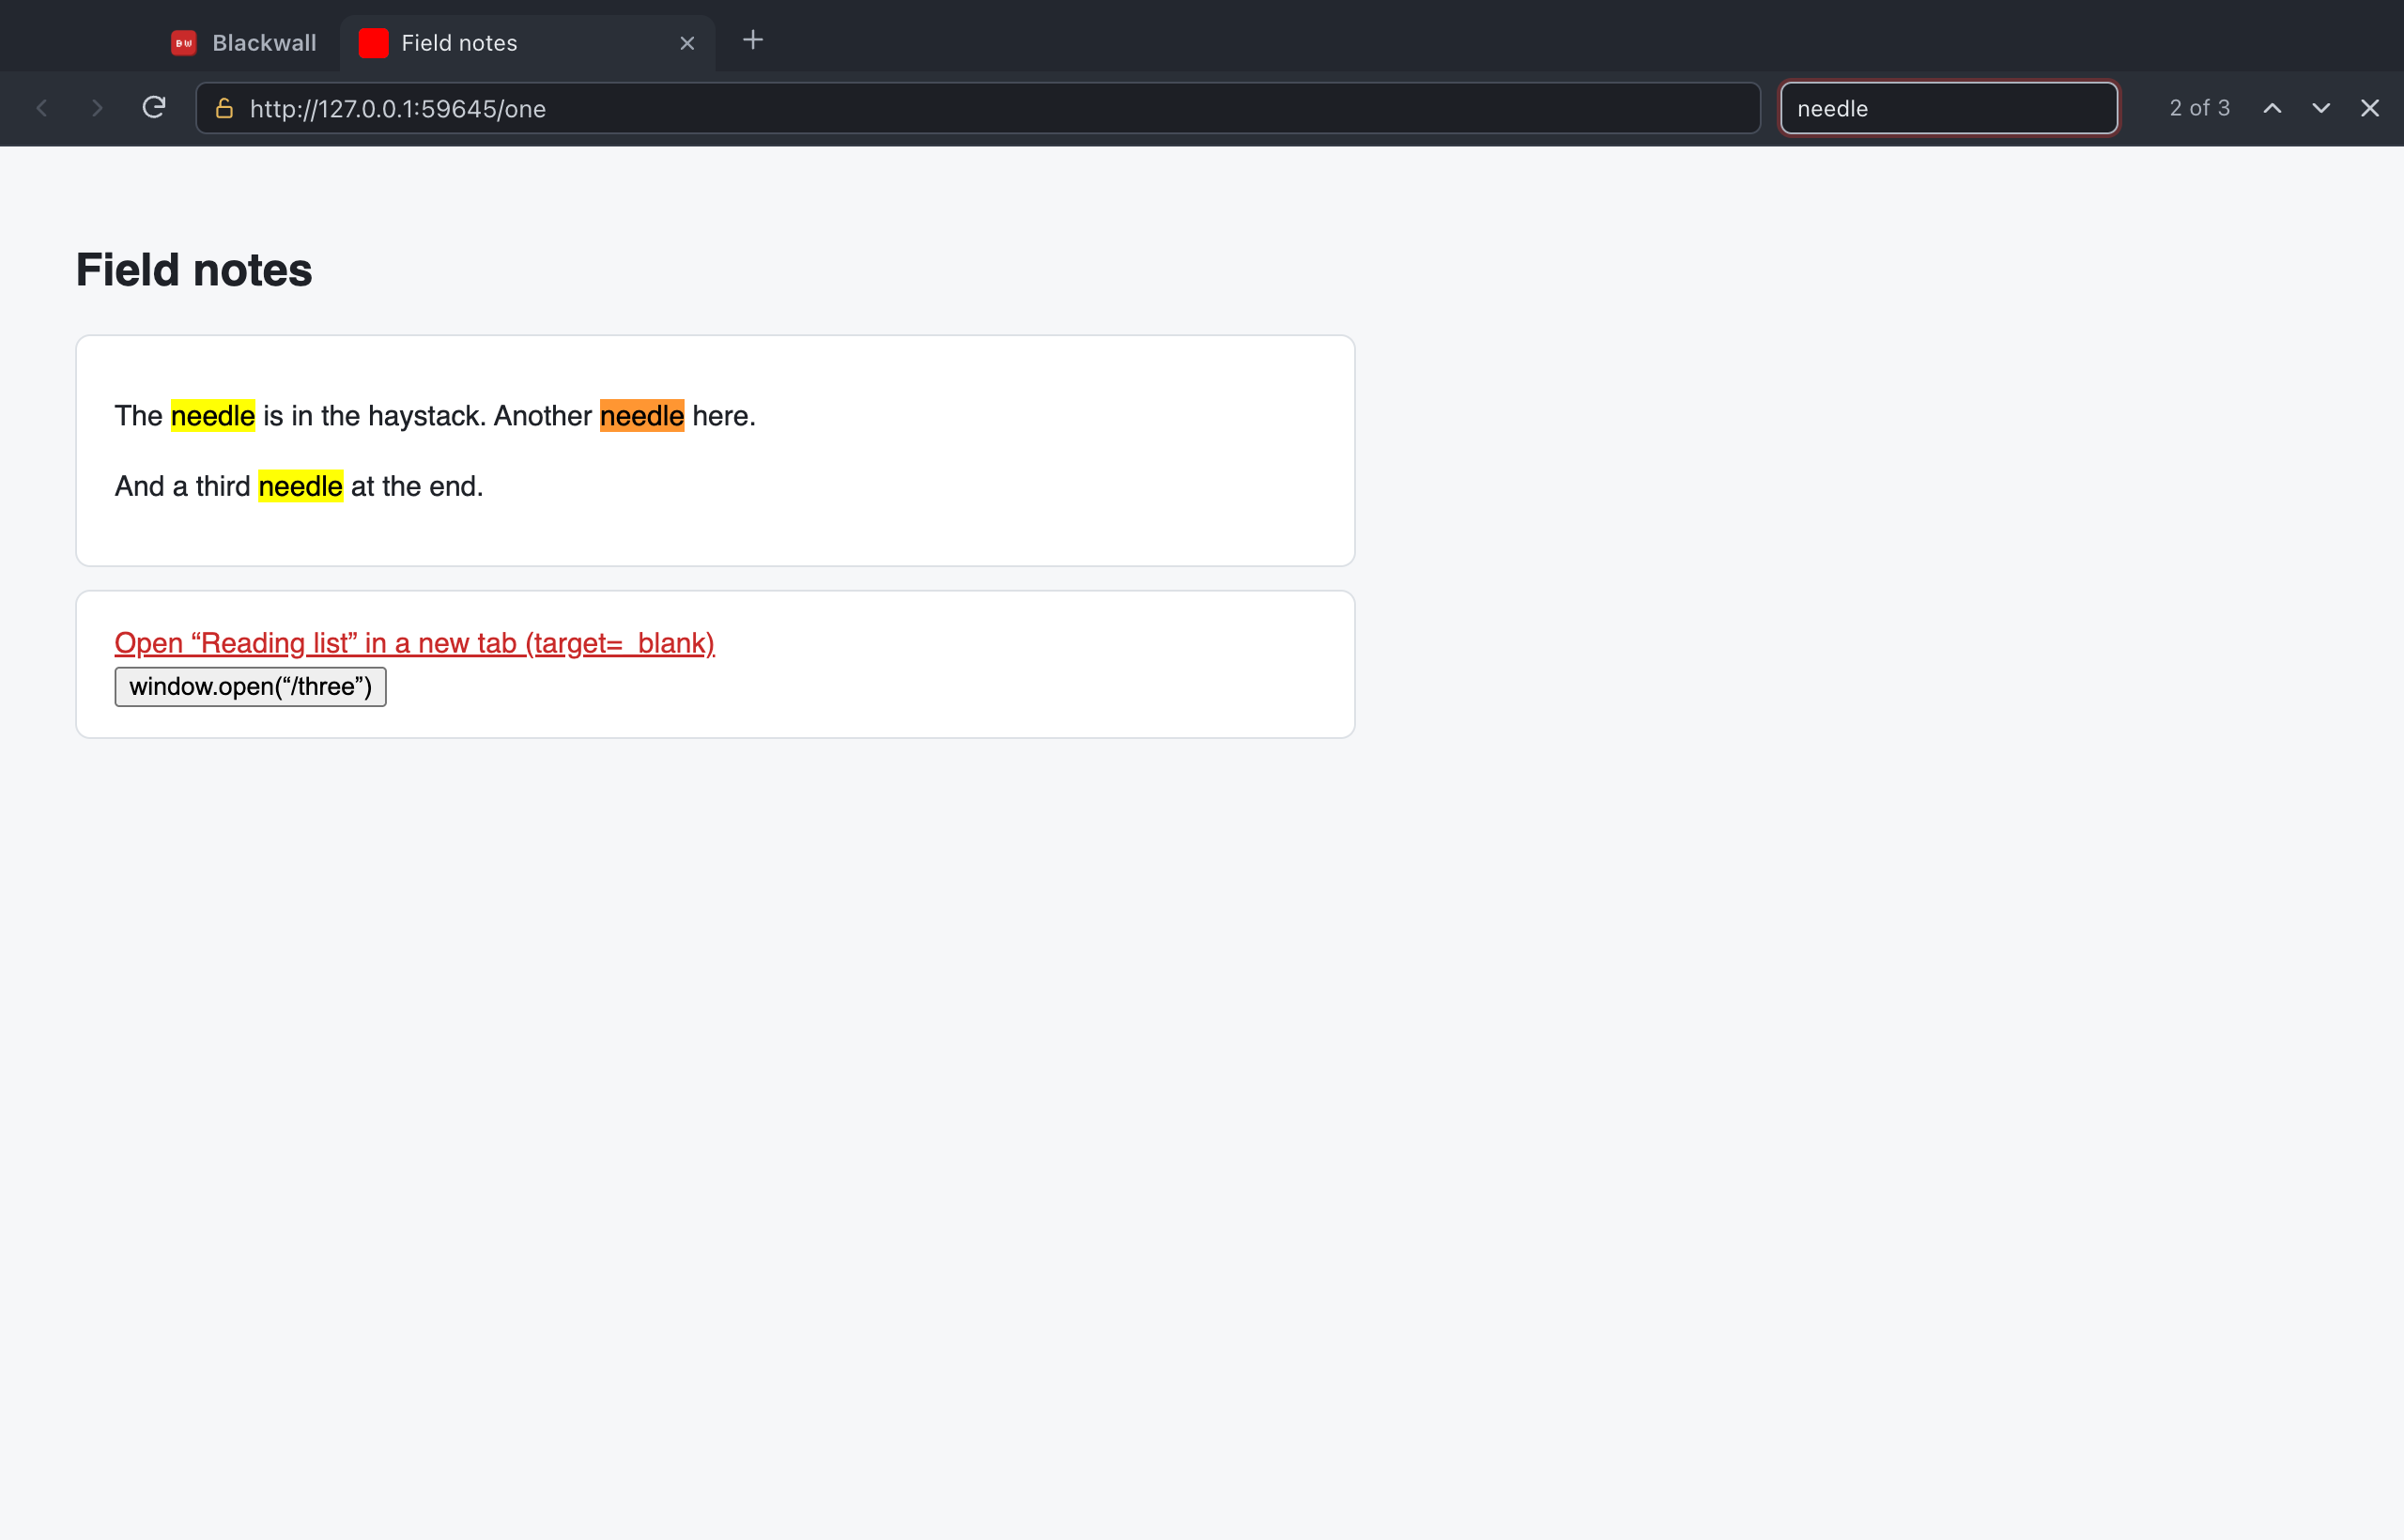 BW Blackwall Field notes
http://127.0.0.1:59645/one needle 2 of 3
Field notes
The needle is in the haystack. Another needle here.
And a third needle at the end.
Open “Reading list” in a new tab (target=_blank)
window.open(“/three”)